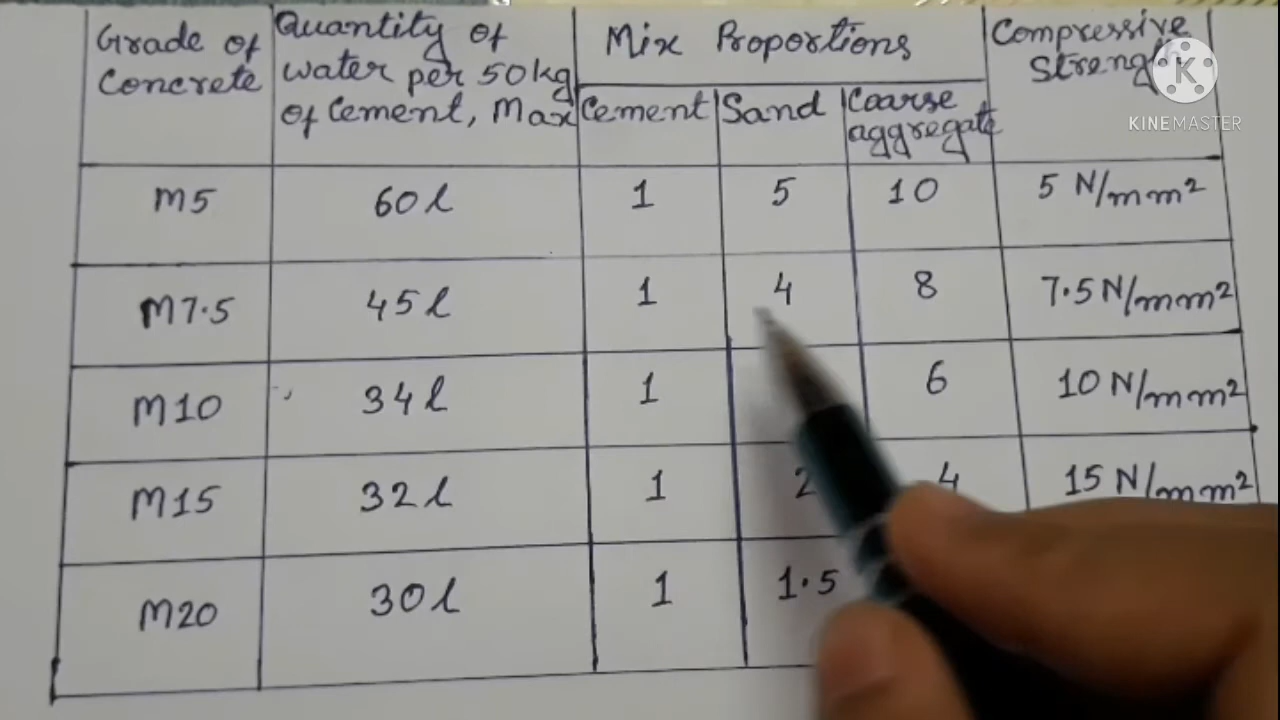 Grade of Concrete
Quantity of water per 50kg of Cement, Max
Mix Proportions
Compressive Strength
Cement
Sand
Coarse aggregate
K
KINEMASTER
M5 60l 1 5 10 5 N/mm²
M7.5 45l 1 4 8 7.5 N/mm²
M10 34l 1 6 10 N/mm²
M15 32l 1 2 4 15 N/mm²
M20 30l 1 1.5